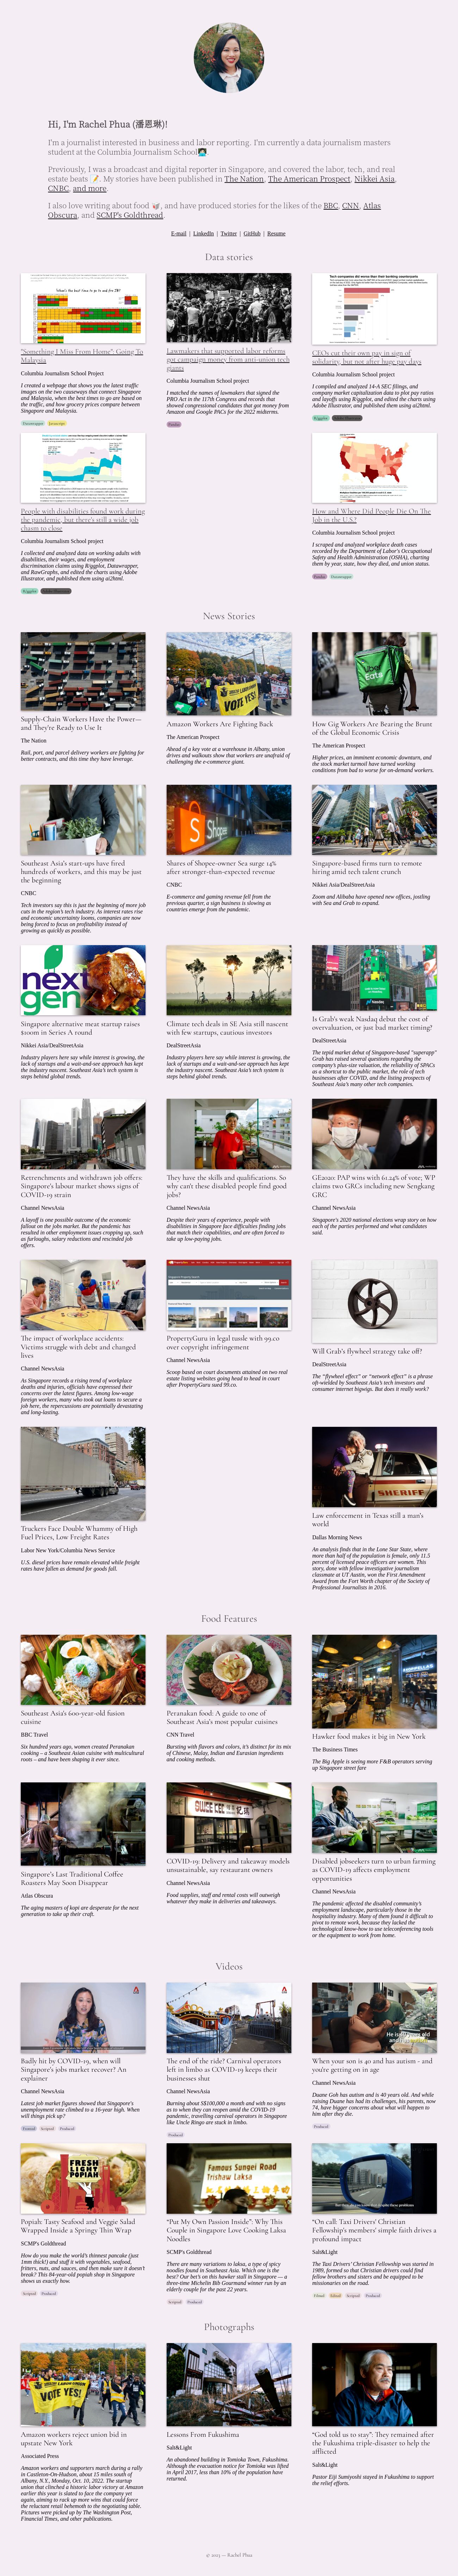 Hi, I'm Rachel Phua (潘恩琳)!
I'm a journalist interested in business and labor reporting. I'm currently a data journalism masters
student at the Columbia Journalism School
Previously, I was a broadcast and digital reporter in Singapore, and covered the labor, tech, and real
estate beats 📝. My stories have been published in The Nation, The American Prospect, Nikkei Asia,
CNBC, and more.
I also love writing about food 🥡, and have produced stories for the likes of the BBC, CNN, Atlas
Obscura, and SCMP's Goldthread.
E-mail | LinkedIn | Twitter | GitHub | Resume
Data stories
"Something I Miss From Home": Going To
Malaysia
Columbia Journalism School Project
I created a webpage that shows you the latest traffic
images on the two causeways that connect Singapore
and Malaysia, when the best times to go are based on
the traffic, and how grocery prices compare between
Singapore and Malaysia.
Datawrapper Javascript
Lawmakers that supported labor reforms
got campaign money from anti-union tech
giants
Columbia Journalism School project
I matched the names of lawmakers that signed the
PRO Act in the 117th Congress and records that
showed congressional candidates who got money from
Amazon and Google PACs for the 2022 midterms.
Pandas
Tech companies did worse than their working counterparts
CEOs cut their own pay in sign of
solidarity, but not after huge pay days
Columbia Journalism School project
I compiled and analyzed 14-A SEC filings, and
company market capitalization data to plot pay ratios
and layoffs using R/ggplot, and edited them on Adobe
Illustrator, and published them using ai2html.
R/ggplot Adobe Illustrator
People with disabilities found work during
the pandemic, but there's still a wide job
chasm to close
Columbia Journalism School project
I collected and analyzed data on working adults with
disabilities, their wages, and employment
discrimination claims using R/ggplot, Datawrapper,
and RawGraphs, and edited the charts using Adobe
Illustrator, and published them using ai2html.
R/ggplot Adobe Illustrator
How and Where Did People Die On The
Job in the U.S.?
Columbia Journalism School project
I scraped and analyzed workplace death cases
recorded by the Department of Labor's Occupational
Safety and Health Administration (OSHA), charting
them by year, state, how they died, and union status.
Pandas Datawrapper
News Stories
Supply-Chain Workers Have the Power—
and They're Ready to Use It
The Nation
Rail, port, and parcel delivery workers are fighting for
better contracts, and this time they have leverage.
VOTE YES!
Amazon Workers Are Fighting Back
The American Prospect
Ahead of a key vote at a warehouse in Albany, union
drives and walkouts show that workers are unafraid of
challenging the e-commerce giant.
Uber
Eats
How Gig Workers Are Bearing the Brunt
of the Global Economic Crisis
The American Prospect
Higher prices, an imminent economic downturn, and
the stock market turmoil have turned working
conditions from bad to worse for on-demand workers.
Southeast Asia's start-ups have fired
hundreds of workers, and this may be just
the beginning
CNBC
Tech investors say this is just the beginning of more job
cuts in the region's tech industry. As interest rates rise
and economic uncertainty looms, companies are now
being forced to focus on profitability instead of
growing as quickly as possible.
Shares of Shopee-owner Sea surge 14%
after stronger-than-expected revenue
CNBC
E-commerce and gaming revenue fell from the
previous quarter, a sign business is slowing as
countries emerge from the pandemic.
Singapore-based firms turn to remote
hiring amid tech talent crunch
Nikkei Asia/DealStreetAsia
Zoom and Alibaba have opened new offices, jostling
with Sea and Grab to expand.
next
gen
Singapore alternative meat startup raises
$100m in Series A round
Nikkei Asia/DealStreetAsia
Industry players here say while interest is growing, the
lack of startups and a wait-and-see approach has kept
the industry nascent. Southeast Asia's tech system is
steps behind global trends.
Climate tech deals in SE Asia still nascent
with few startups, cautious investors
DealStreetAsia
Industry players here say while interest is growing, the
lack of startups and a wait-and-see approach has kept
the industry nascent. Southeast Asia's tech system is
steps behind global trends.
Is Grab's weak Nasdaq debut the cost of
overvaluation, or just bad market timing?
DealStreetAsia
The tepid market debut of Singapore-based "superapp"
Grab has raised several questions regarding the
company's plus-size valuation, the reliability of SPACs
as a shortcut to the public market, the role of tech
businesses after COVID, and the listing prospects of
Southeast Asia's many other tech companies.
Retrenchments and withdrawn job offers:
Singapore's labour market shows signs of
COVID-19 strain
Channel NewsAsia
A layoff is one possible outcome of the economic
fallout on the jobs market. But the pandemic has
resulted in other employment issues cropping up, such
as furloughs, salary reductions and rescinded job
offers.
They have the skills and qualifications. So
why can't these disabled people find good
jobs?
Channel NewsAsia
Despite their years of experience, people with
disabilities in Singapore face difficulties finding jobs
that match their capabilities, and are often forced to
take up low-paying jobs.
GE2020: PAP wins with 61.24% of vote; WP
claims two GRCs including new Sengkang
GRC
Channel NewsAsia
Singapore's 2020 national elections wrap story on how
each of the parties performed and what candidates
said.
The impact of workplace accidents:
Victims struggle with debt and changed
lives
Channel NewsAsia
As Singapore records a rising trend of workplace
deaths and injuries, officials have expressed their
concerns over the latest figures. Among low-wage
foreign workers, many who took out loans to secure a
job here, the repercussions are potentially devastating
and long-lasting.
PropertyGuru in legal tussle with 99.co
over copyright infringement
Channel NewsAsia
Scoop based on court documents attained on two real
estate listing websites going head to head in court
after PropertyGuru sued 99.co.
Will Grab's flywheel strategy take off?
DealStreetAsia
The "flywheel effect" or "network effect" is a phrase
oft-wielded by Southeast Asia's tech investors and
consumer internet bigwigs. But does it really work?
Truckers Face Double Whammy of High
Fuel Prices, Low Freight Rates
Labor New York/Columbia News Service
U.S. diesel prices have remain elevated while freight
rates have fallen as demand for goods fall.
SHERIFF
Law enforcement in Texas still a man's
world
Dallas Morning News
An analysis finds that in the Lone Star State, where
more than half of the population is female, only 11.5
percent of licensed peace officers are women. This
story, done with fellow investigative journalism
classmate at UT Austin, won the First Amendment
Award from the Fort Worth chapter of the Society of
Professional Journalists in 2016.
Food Features
Southeast Asia's 600-year-old fusion
cuisine
BBC Travel
Six hundred years ago, women created Peranakan
cooking – a Southeast Asian cuisine with multicultural
roots – and have been shaping it ever since.
Peranakan food: A guide to one of
Southeast Asia's most popular cuisines
CNN Travel
Bursting with flavors and colors, it's distinct for its mix
of Chinese, Malay, Indian and Eurasian ingredients
and cooking methods.
Hawker food makes it big in New York
The Business Times
The Big Apple is seeing more F&B operators serving
up Singapore street fare
Singapore's Last Traditional Coffee
Roasters May Soon Disappear
Atlas Obscura
The aging masters of kopi are desperate for the next
generation to take up their craft.
COVID-19: Delivery and takeaway models
unsustainable, say restaurant owners
Channel NewsAsia
Food supplies, staff and rental costs will outweigh
whatever they make in deliveries and takeaways.
Disabled jobseekers turn to urban farming
as COVID-19 affects employment
opportunities
Channel NewsAsia
The pandemic affected the disabled community's
employment landscape, particularly those in the
hospitality industry. Many of them found it difficult to
pivot to remote work, because they lacked the
technological know-how to use teleconferencing tools
or the equipment to work from home.
Videos
Badly hit by COVID-19, when will
Singapore's jobs market recover? An
explainer
Channel NewsAsia
Latest job market figures showed that Singapore's
unemployment rate climbed to a 16-year high. When
will things pick up?
Scripted Produced
The end of the ride? Carnival operators
left in limbo as COVID-19 keeps their
businesses shut
Channel NewsAsia
Burning about S$100,000 a month and with no signs
as to when they can reopen amid the COVID-19
pandemic, travelling carnival operators in Singapore
like Uncle Ringo are stuck in limbo.
Produced
When your son is 40 and has autism - and
you're getting on in age
Channel NewsAsia
Duane Goh has autism and is 40 years old. And while
raising Duane has had its challenges, his parents, now
74, have bigger concerns about what will happen to
him after they die.
Produced
FRESH
LIGHT
POPIAH
Popiah: Tasty Seafood and Veggie Salad
Wrapped Inside a Springy Thin Wrap
SCMP's Goldthread
How do you make the world's thinnest pancake (just
1mm thick) and stuff it with vegetables, seafood,
fritters, nuts, and sauces, and then make sure it doesn't
break? This 84-year-old popiah shop in Singapore
shows us exactly how.
Scripted Produced
Famous Sungei Road
Trishaw Laksa
"Put My Own Passion Inside": Why This
Couple in Singapore Love Cooking Laksa
Noodles
SCMP's Goldthread
There are many variations to laksa, a type of spicy
noodles found in Southeast Asia. Which one is the
best? Our bet's on this hawker stall in Singapore — a
three-time Michelin Bib Gourmand winner run by an
elderly couple for the past 22 years.
Scripted Produced
"On call: Taxi Drivers' Christian
Fellowship's members' simple faith drives a
profound impact
Salt&Light
The Taxi Drivers' Christian Fellowship was started in
1989, formed so that Christian drivers could find
fellow brothers and sisters and be equipped to be
missionaries on the road.
Filmed Edited Scripted Produced
Photographs
VOTE YES!
Amazon workers reject union bid in
upstate New York
Associated Press
Amazon workers and supporters march during a rally
in Castleton-On-Hudson, about 15 miles south of
Albany, N.Y., Monday, Oct. 10, 2022. The startup
union that clinched a historic labor victory at Amazon
earlier this year is slated to face the company yet
again, aiming to rack up more wins that could force
the reluctant retail behemoth to the negotiating table.
Pictures were picked up by The Washington Post,
Financial Times, and other publications.
Lessons From Fukushima
Salt&Light
An abandoned building in Tomioka Town, Fukushima.
Although the evacuation notice for Tomioka was lifted
in April 2017, less than 10% of the population have
returned.
"God told us to stay": They remained after
the Fukushima triple-disaster to help the
afflicted
Salt&Light
Pastor Eiji Sumiyoshi stayed in Fukushima to support
the relief efforts.
© 2023 — Rachel Phua